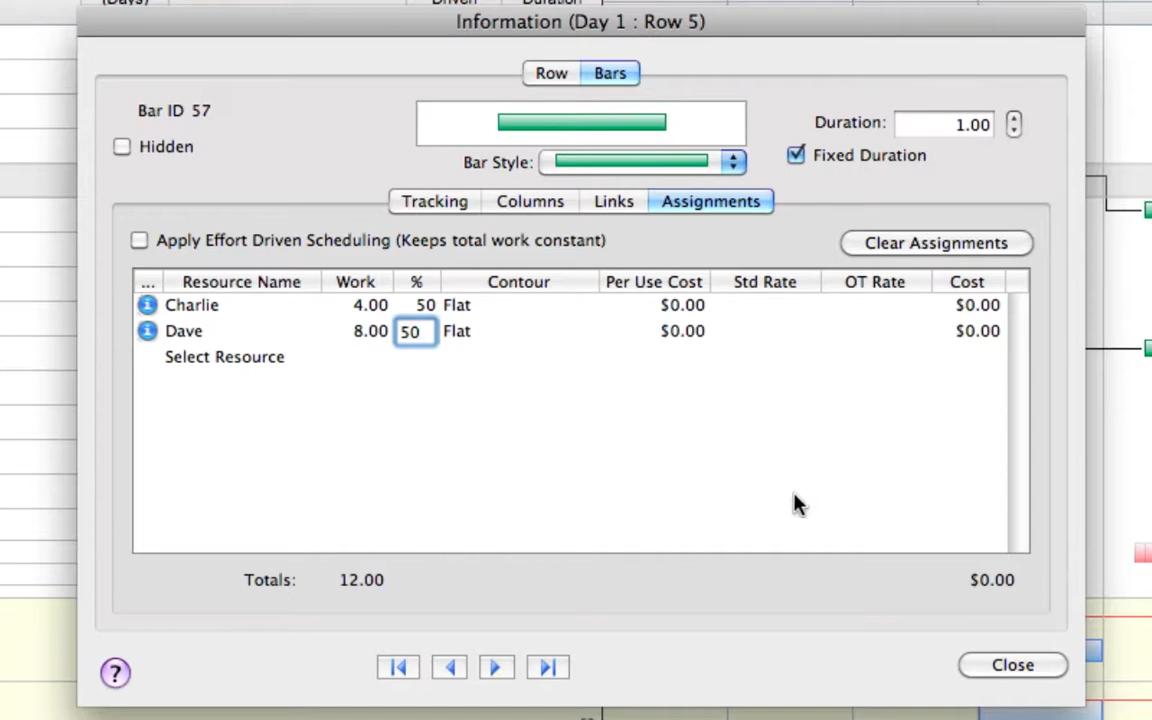 (Days) Driven Duration
Information (Day 1 : Row 5)
Row Bars
Bar ID 57
Hidden
Duration: 1.00
Bar Style:
Fixed Duration
Tracking Columns Links Assignments
Apply Effort Driven Scheduling (Keeps total work constant)
Clear Assignments
... Resource Name Work % Contour Per Use Cost Std Rate OT Rate Cost
Charlie 4.00 50 Flat $0.00 $0.00
Dave 8.00 50 Flat $0.00 $0.00
Select Resource
Totals: 12.00 $0.00
?
Close